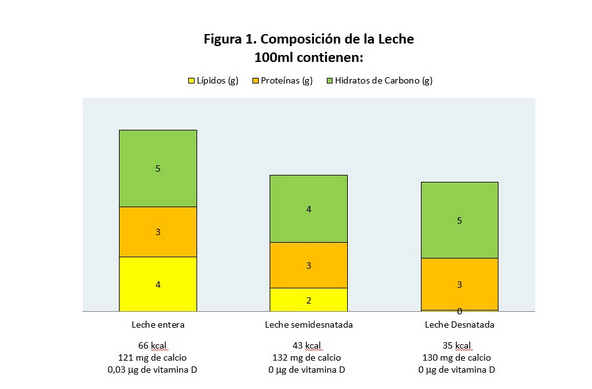 Figura 1. Composición de la Leche
100ml contienen:
Lípidos (g) Proteínas (g) Hidratos de Carbono (g)
5
3
4
4
3
2
5
3
0
Leche entera Leche semidesnatada Leche Desnatada
66 kcal 43 kcal 35 kcal
121 mg de calcio 132 mg de calcio 130 mg de calcio
0,03 µg de vitamina D 0 µg de vitamina D 0 µg de vitamina D